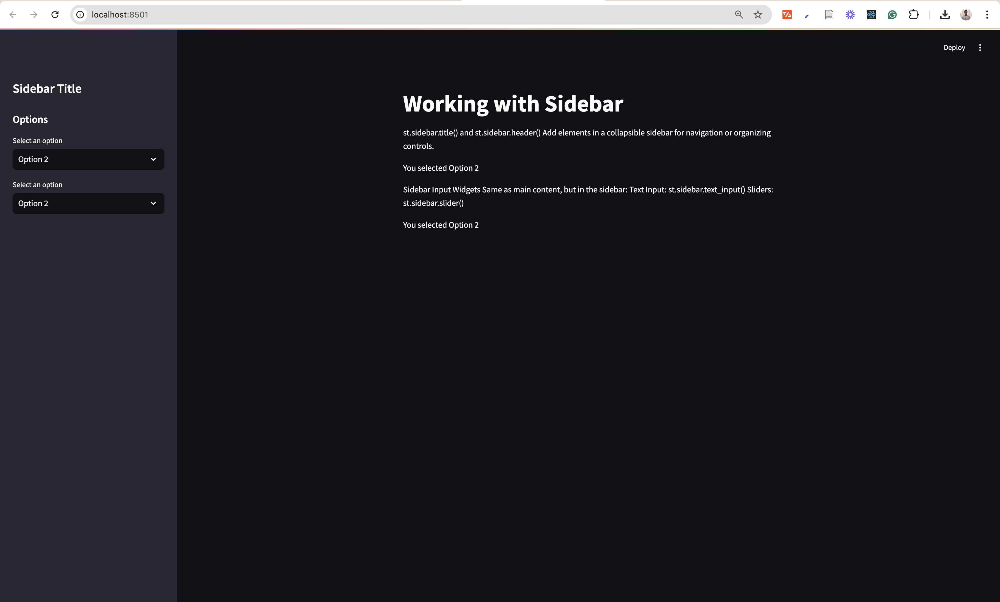 localhost:8501
Deploy
Sidebar Title
Options
Select an option
Option 2
Select an option
Option 2
Working with Sidebar
st.sidebar.title() and st.sidebar.header() Add elements in a collapsible sidebar for navigation or organizing
controls.
You selected Option 2
Sidebar Input Widgets Same as main content, but in the sidebar: Text Input: st.sidebar.text_input() Sliders:
st.sidebar.slider()
You selected Option 2